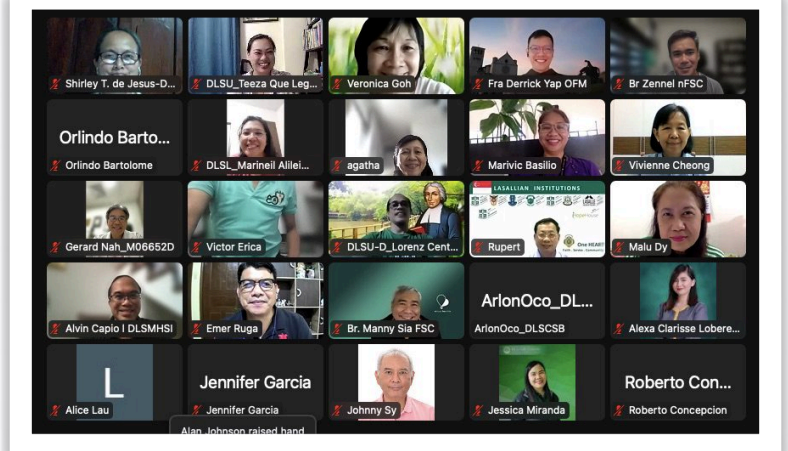 Shirley T. de Jesus-D...
DLSU_Teeza Que Leg...
Veronica Goh
Fra Derrick Yap OFM
Br Zennel nFSC
Orlindo Barto...
Orlindo Bartolome
DLSL_Marineil Alilei...
agatha
Marivic Basilio
Vivienne Cheong
Gerard Nah_M06652D
Victor Erica
DLSU-D_Lorenz Cent...
LASALLIAN INSTITUTIONS
One HEART
Rupert
Malu Dy
Alvin Capio I DLSMHSI
Emer Ruga
Br. Manny Sia FSC
ArlonOco_DL...
ArlonOco_DLSCSB
Alexa Clarisse Lobere...
L
Alice Lau
Jennifer Garcia
Jennifer Garcia
Johnny Sy
Jessica Miranda
Roberto Con...
Roberto Concepcion
Alan Johnson raised hand